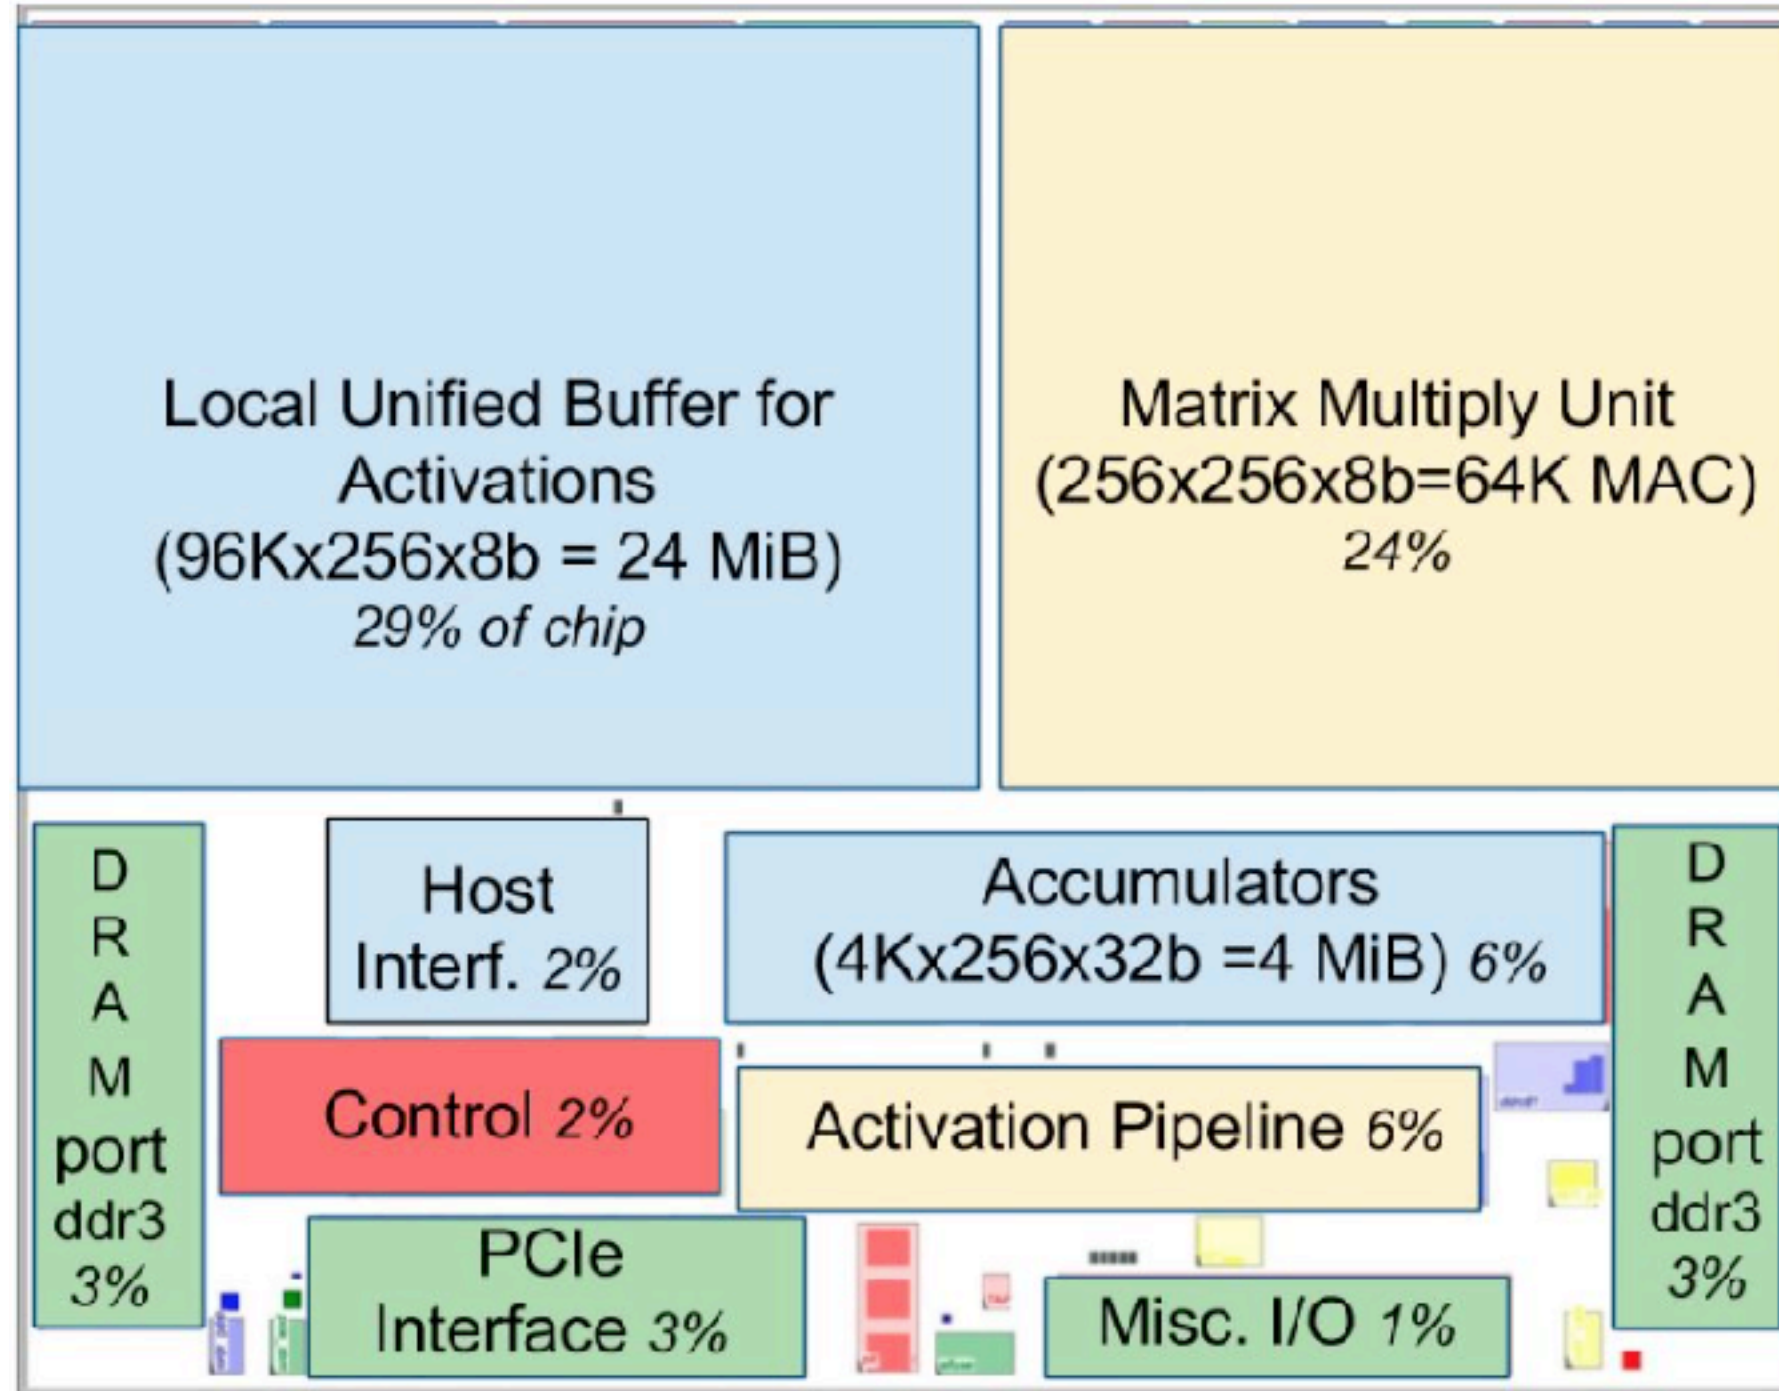 Local Unified Buffer for
Activations
(96Kx256x8b = 24 MiB)
29% of chip
Matrix Multiply Unit
(256x256x8b=64K MAC)
24%
D
R
A
M
port
ddr3
3%
Host
Interf. 2%
Accumulators
(4Kx256x32b =4 MiB) 6%
D
R
A
M
port
ddr3
3%
Control 2%
Activation Pipeline 6%
PCIe
Interface 3%
Misc. I/O 1%